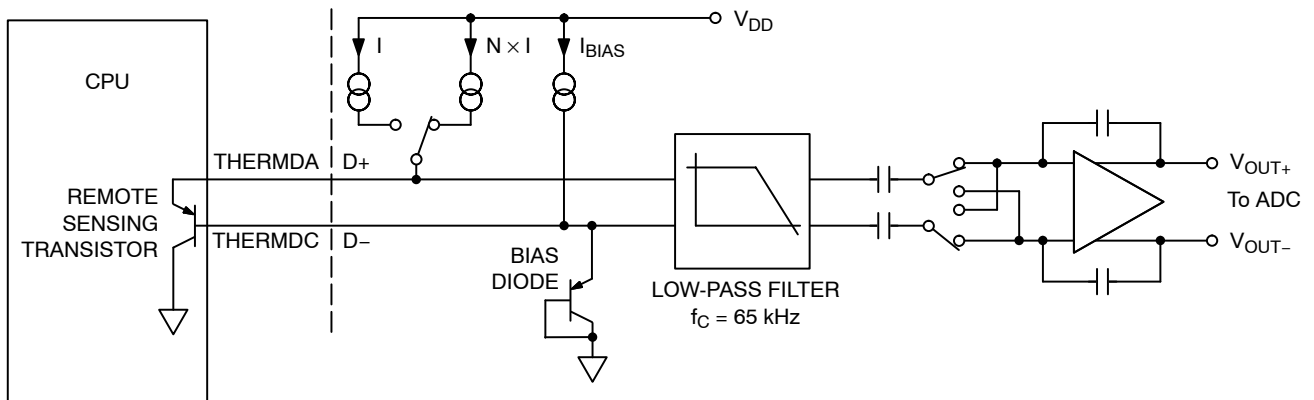 V_DD
I
N × I
I_BIAS
CPU
THERMDA
D+
REMOTE
SENSING
TRANSISTOR
THERMDC
D−
BIAS
DIODE
LOW-PASS FILTER
f_C = 65 kHz
V_OUT+
To ADC
V_OUT−